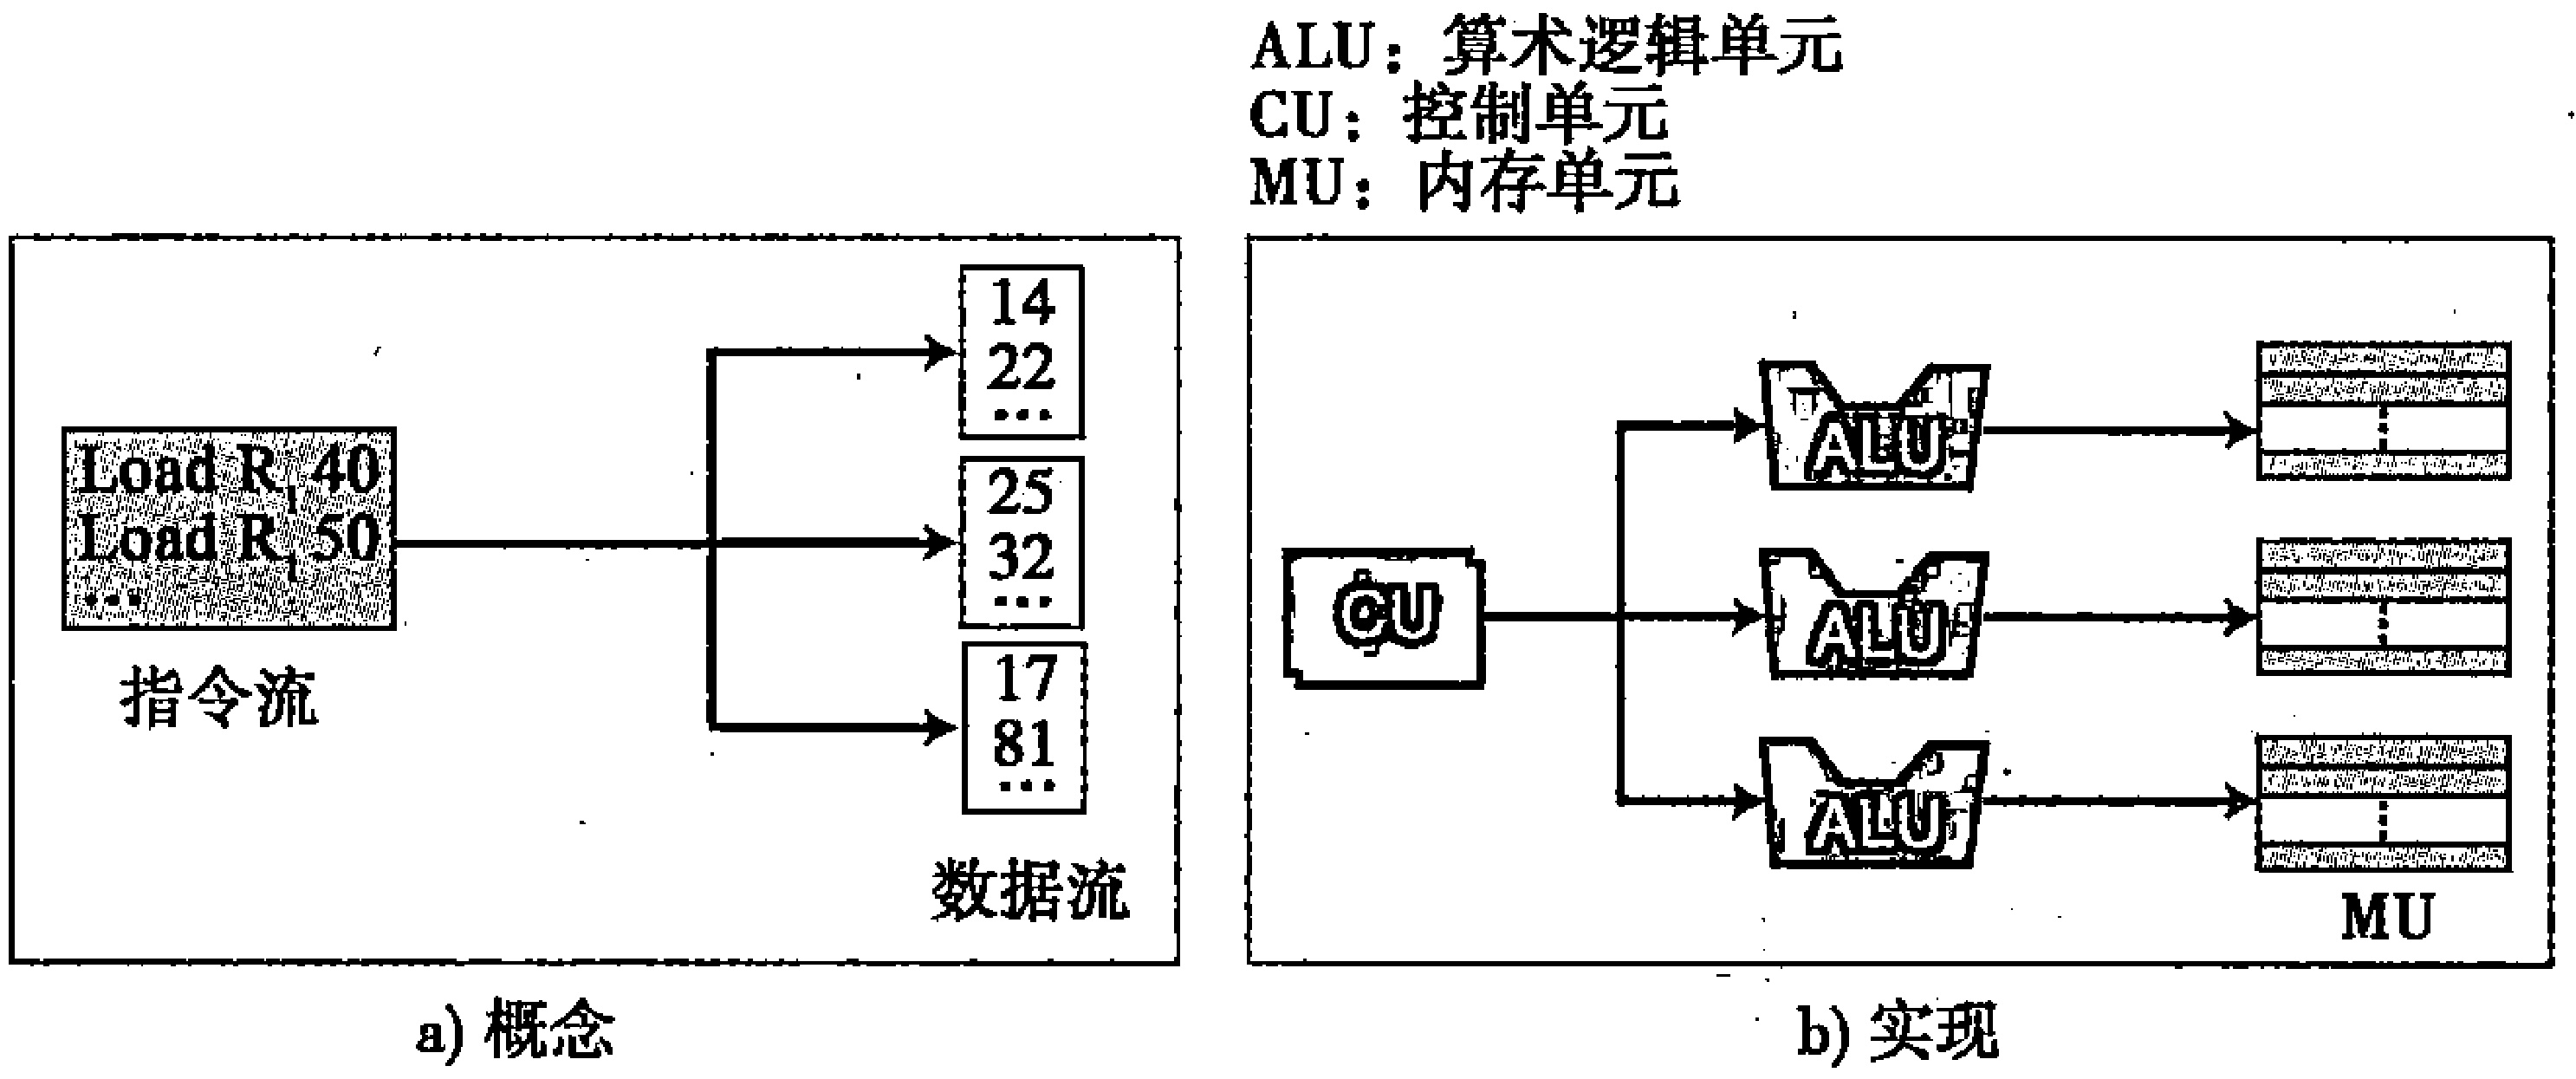 ALU：算术逻辑单元
CU：控制单元
MU：内存单元
Load R₁ 40
Load R₁ 50
...
指令流
14
22
...
25
32
...
17
81
...
数据流
a) 概念
CU
ALU
ALU
ALU
MU
b) 实现